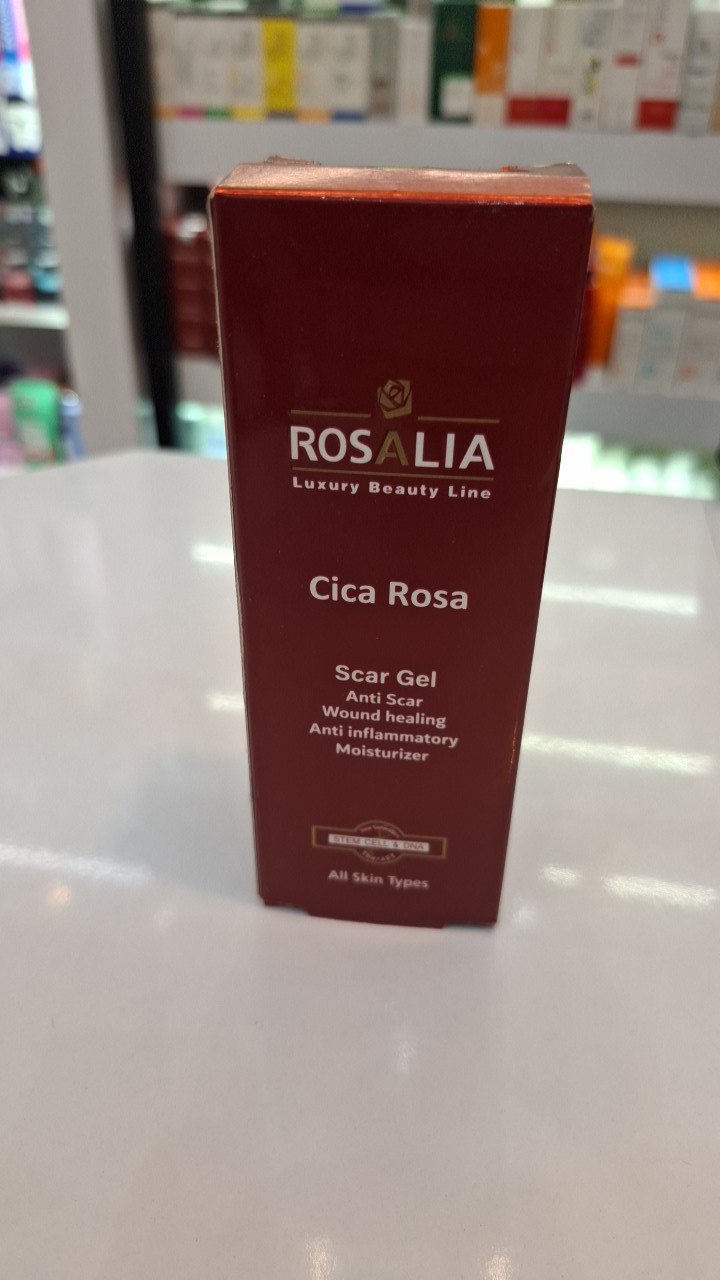 ROSALIA
Luxury Beauty Line
Cica Rosa
Scar Gel
Anti Scar
Wound healing
Anti inflammatory
Moisturizer
STEM CELL & DNA
All Skin Types